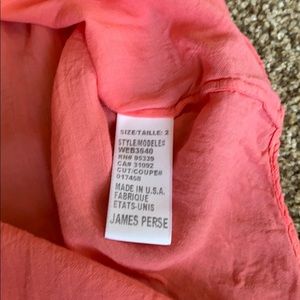 SIZE/TAILLE: 2
STYLE/MODELE#
WEB3640
RN# 95339
CA# 31092
CUT/COUPE#
017458
MADE IN U.S.A.
FABRIQUE
ETATS-UNIS
JAMES PERSE